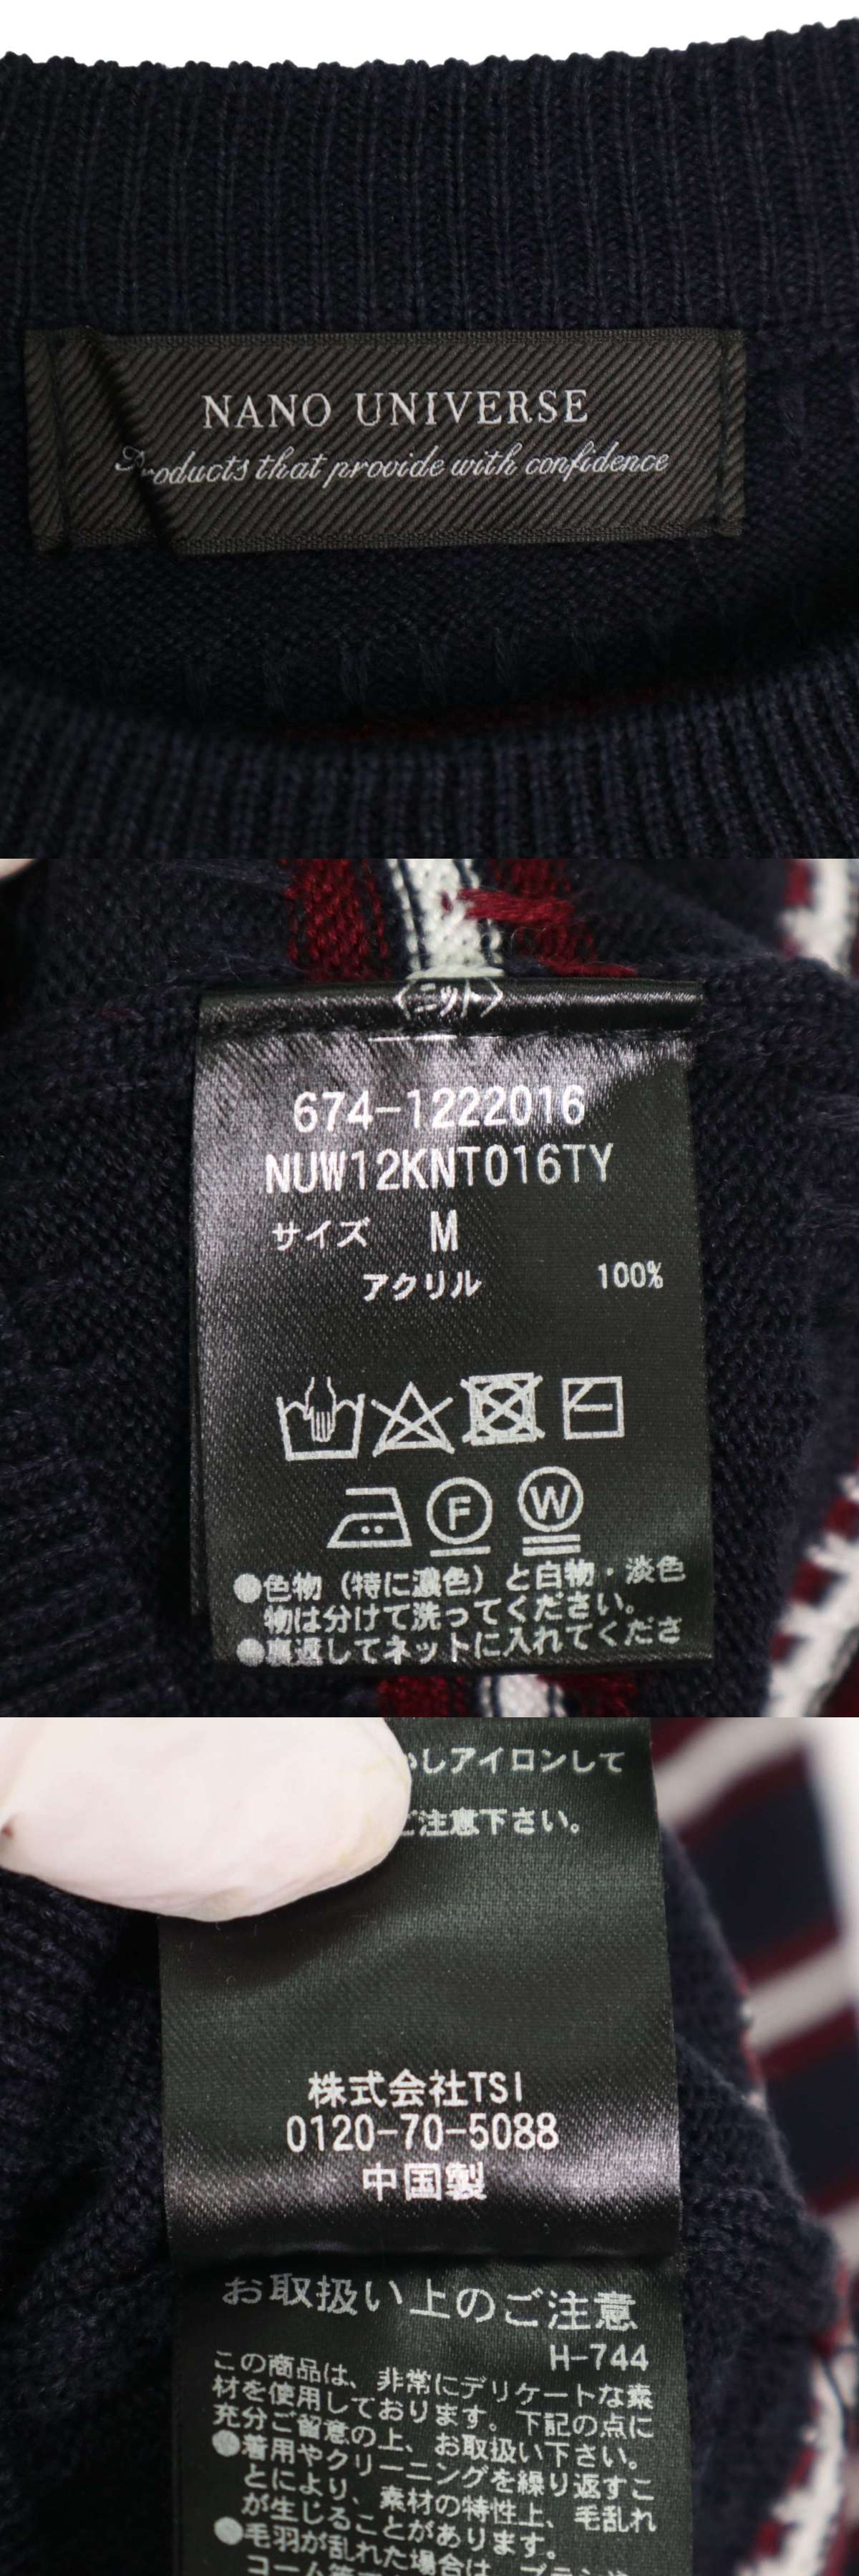 NANO UNIVERSE
Products that provide with confidence
〈ニット〉
674-1222016
NUW12KNT016TY
サイズ M
アクリル 100%
F W
●色物（特に濃色）と白物・淡色
物は分けて洗ってください。
●裏返してネットに入れてくださ
しアイロンして
ご注意下さい。
株式会社TSI
0120-70-5088
中国製
お取扱い上のご注意
H-744
この商品は、非常にデリケートな素
材を使用しております。下記の点に
充分ご留意の上、お取扱い下さい。
●着用やクリーニングを繰り返すこ
とにより、素材の特性上、毛乱れ
が生じることがあります。
●毛羽が乱れた場合は、ブラシや